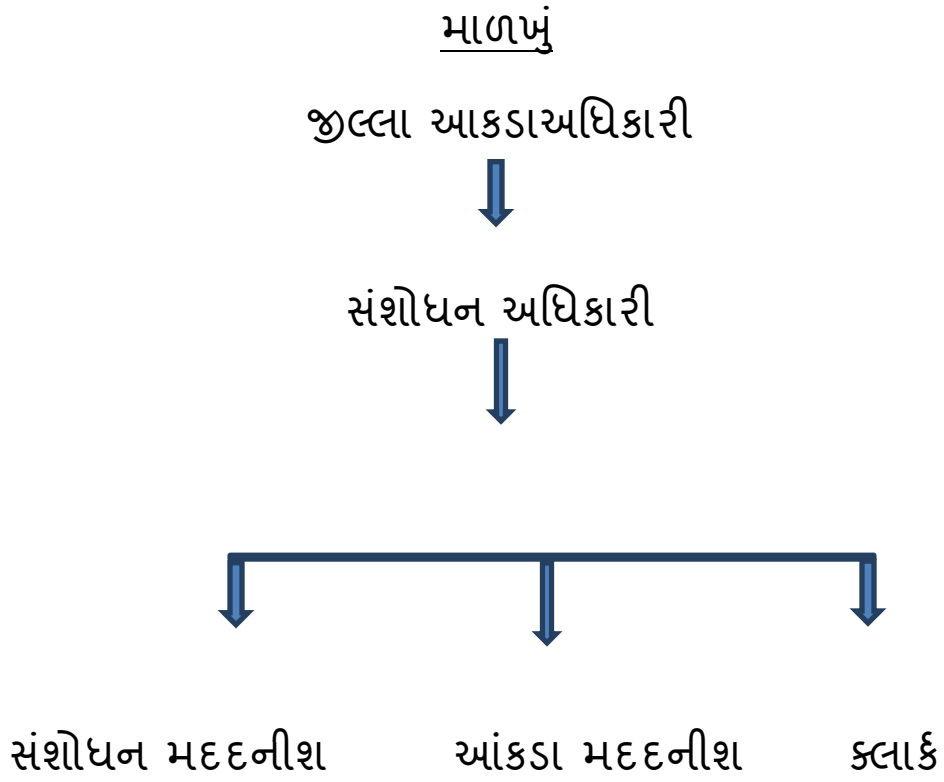 માળખું
જીલ્લા આકડાઅધિકારી
સંશોધન અધિકારી
સંશોધન મદદનીશ આંકડા મદદનીશ ક્લાર્ક